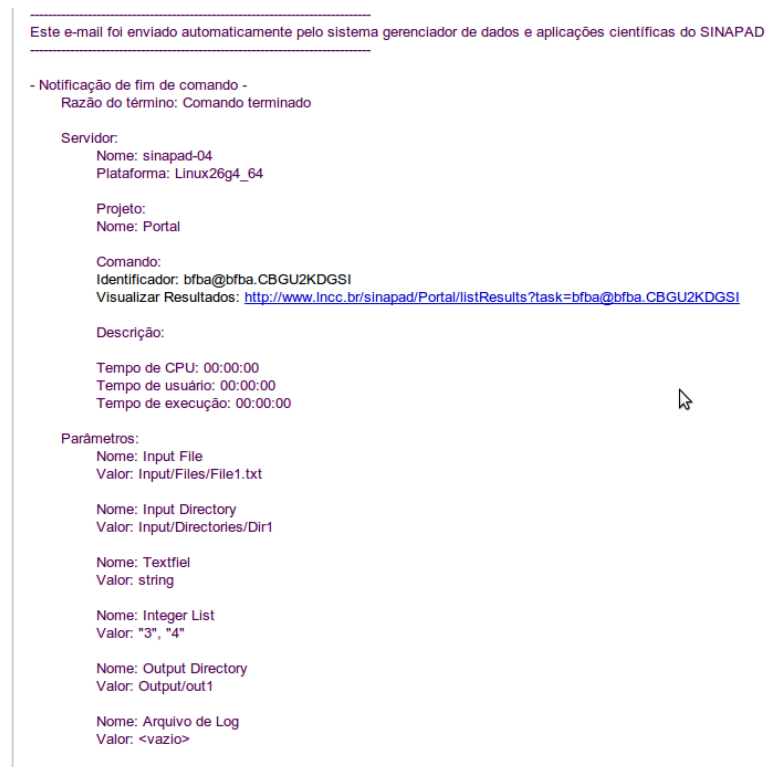 --------------------------------------------------------------------------
Este e-mail foi enviado automaticamente pelo sistema gerenciador de dados e aplicações científicas do SINAPAD
--------------------------------------------------------------------------
- Notificação de fim de comando -
Razão do término: Comando terminado
Servidor:
Nome: sinapad-04
Plataforma: Linux26g4_64
Projeto:
Nome: Portal
Comando:
Identificador: bfba@bfba.CBGU2KDGSI
Visualizar Resultados: http://www.lncc.br/sinapad/Portal/listResults?task=bfba@bfba.CBGU2KDGSI
Descrição:
Tempo de CPU: 00:00:00
Tempo de usuário: 00:00:00
Tempo de execução: 00:00:00
Parâmetros:
Nome: Input File
Valor: Input/Files/File1.txt
Nome: Input Directory
Valor: Input/Directories/Dir1
Nome: Textfiel
Valor: string
Nome: Integer List
Valor: "3", "4"
Nome: Output Directory
Valor: Output/out1
Nome: Arquivo de Log
Valor: <vazio>